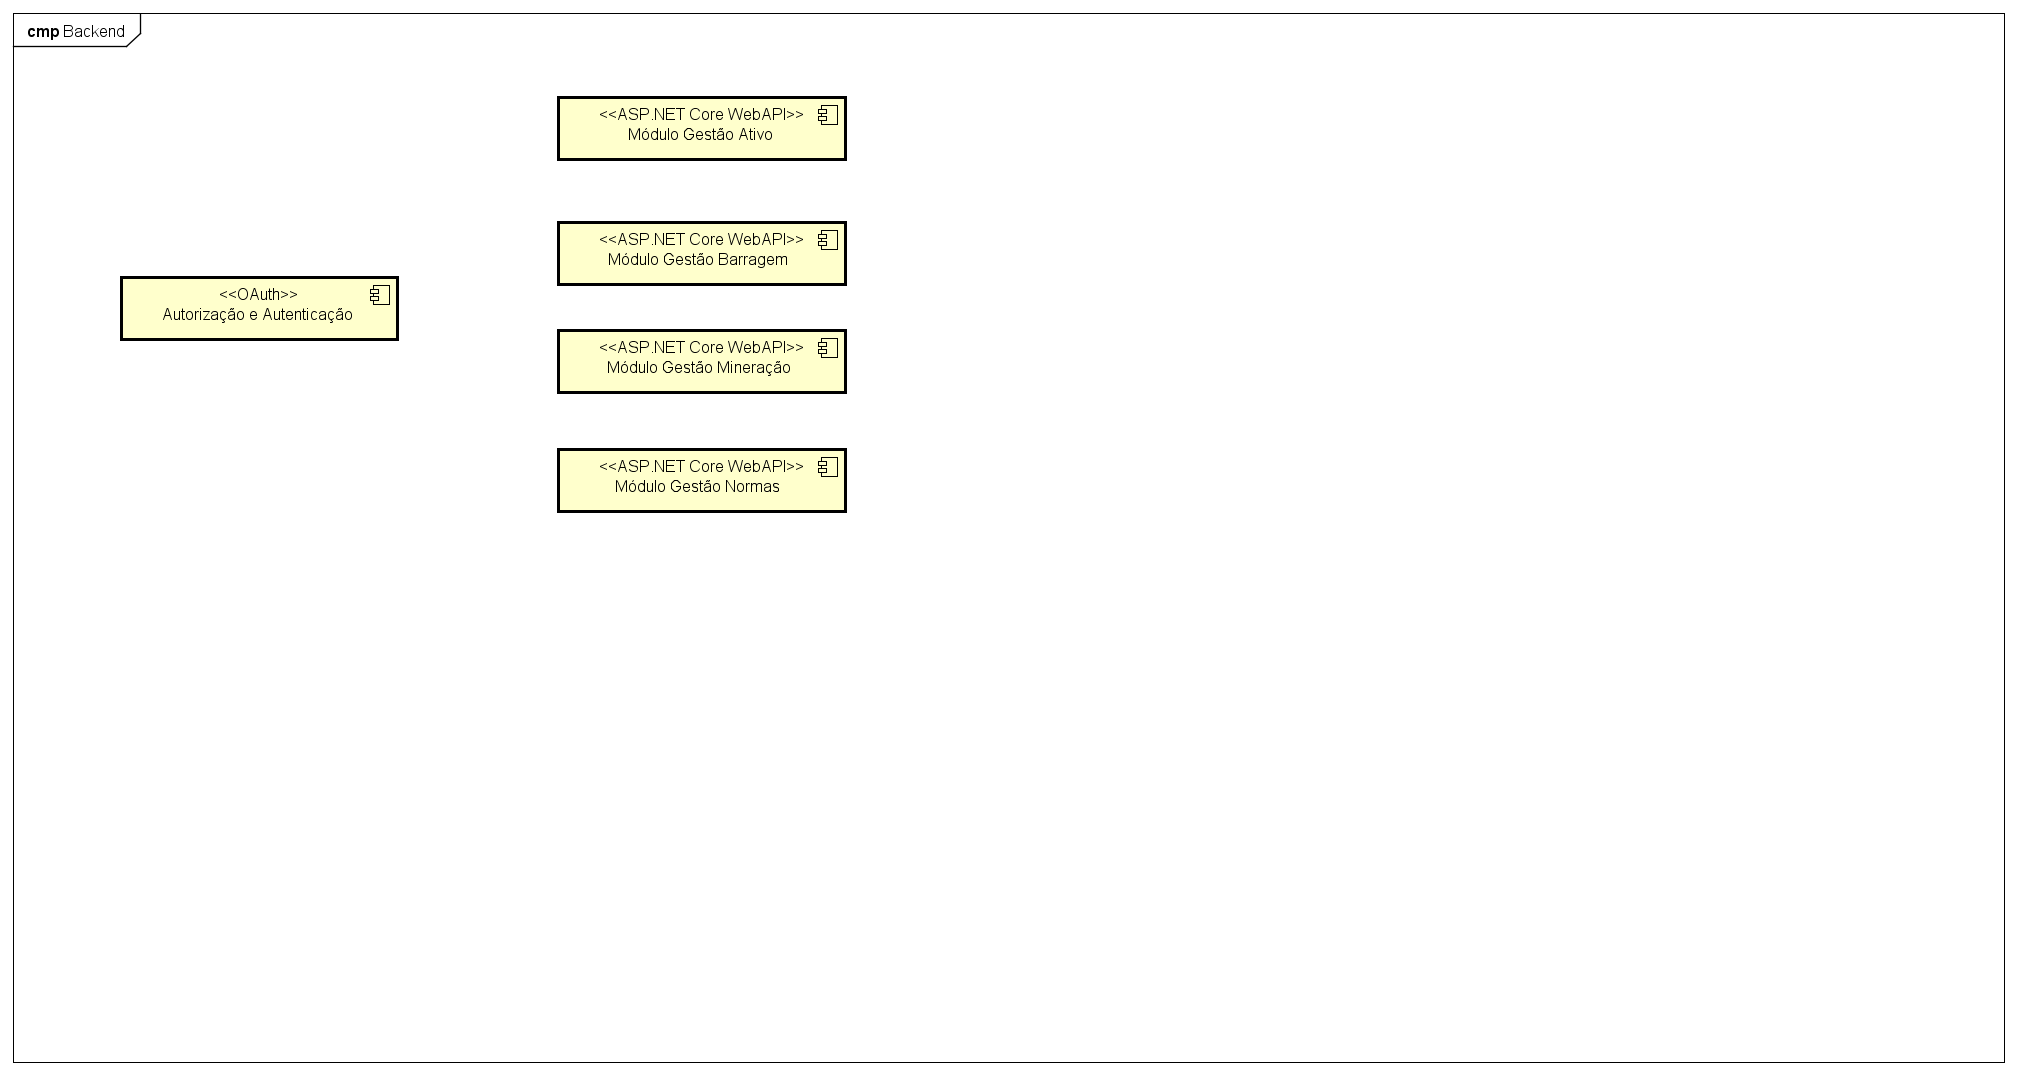 cmp Backend
<<ASP.NET Core WebAPI>>
Módulo Gestão Ativo
<<ASP.NET Core WebAPI>>
Módulo Gestão Barragem
<<OAuth>>
Autorização e Autenticação
<<ASP.NET Core WebAPI>>
Módulo Gestão Mineração
<<ASP.NET Core WebAPI>>
Módulo Gestão Normas